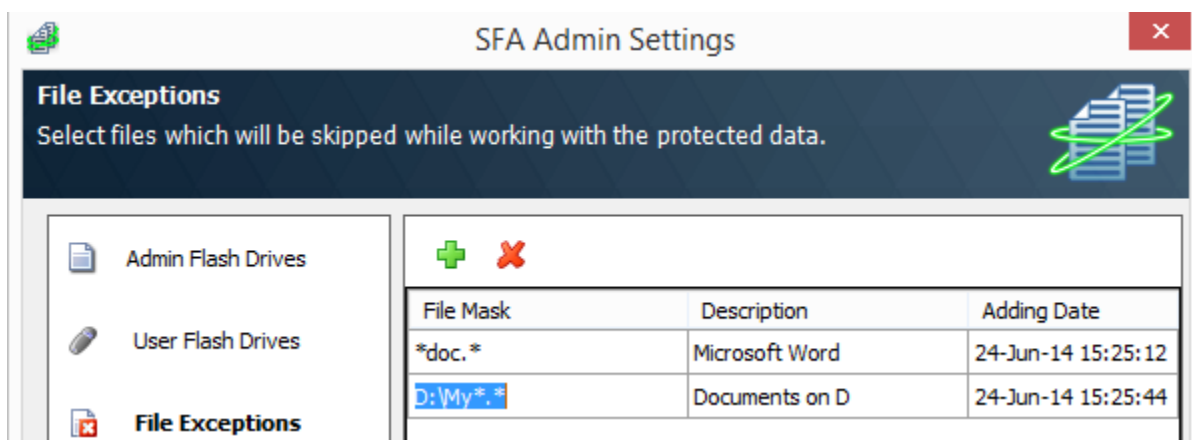 SFA Admin Settings
File Exceptions
Select files which will be skipped while working with the protected data.
Admin Flash Drives
User Flash Drives
File Exceptions
File Mask Description Adding Date
*doc.* Microsoft Word 24-Jun-14 15:25:12
D:\My*.* Documents on D 24-Jun-14 15:25:44